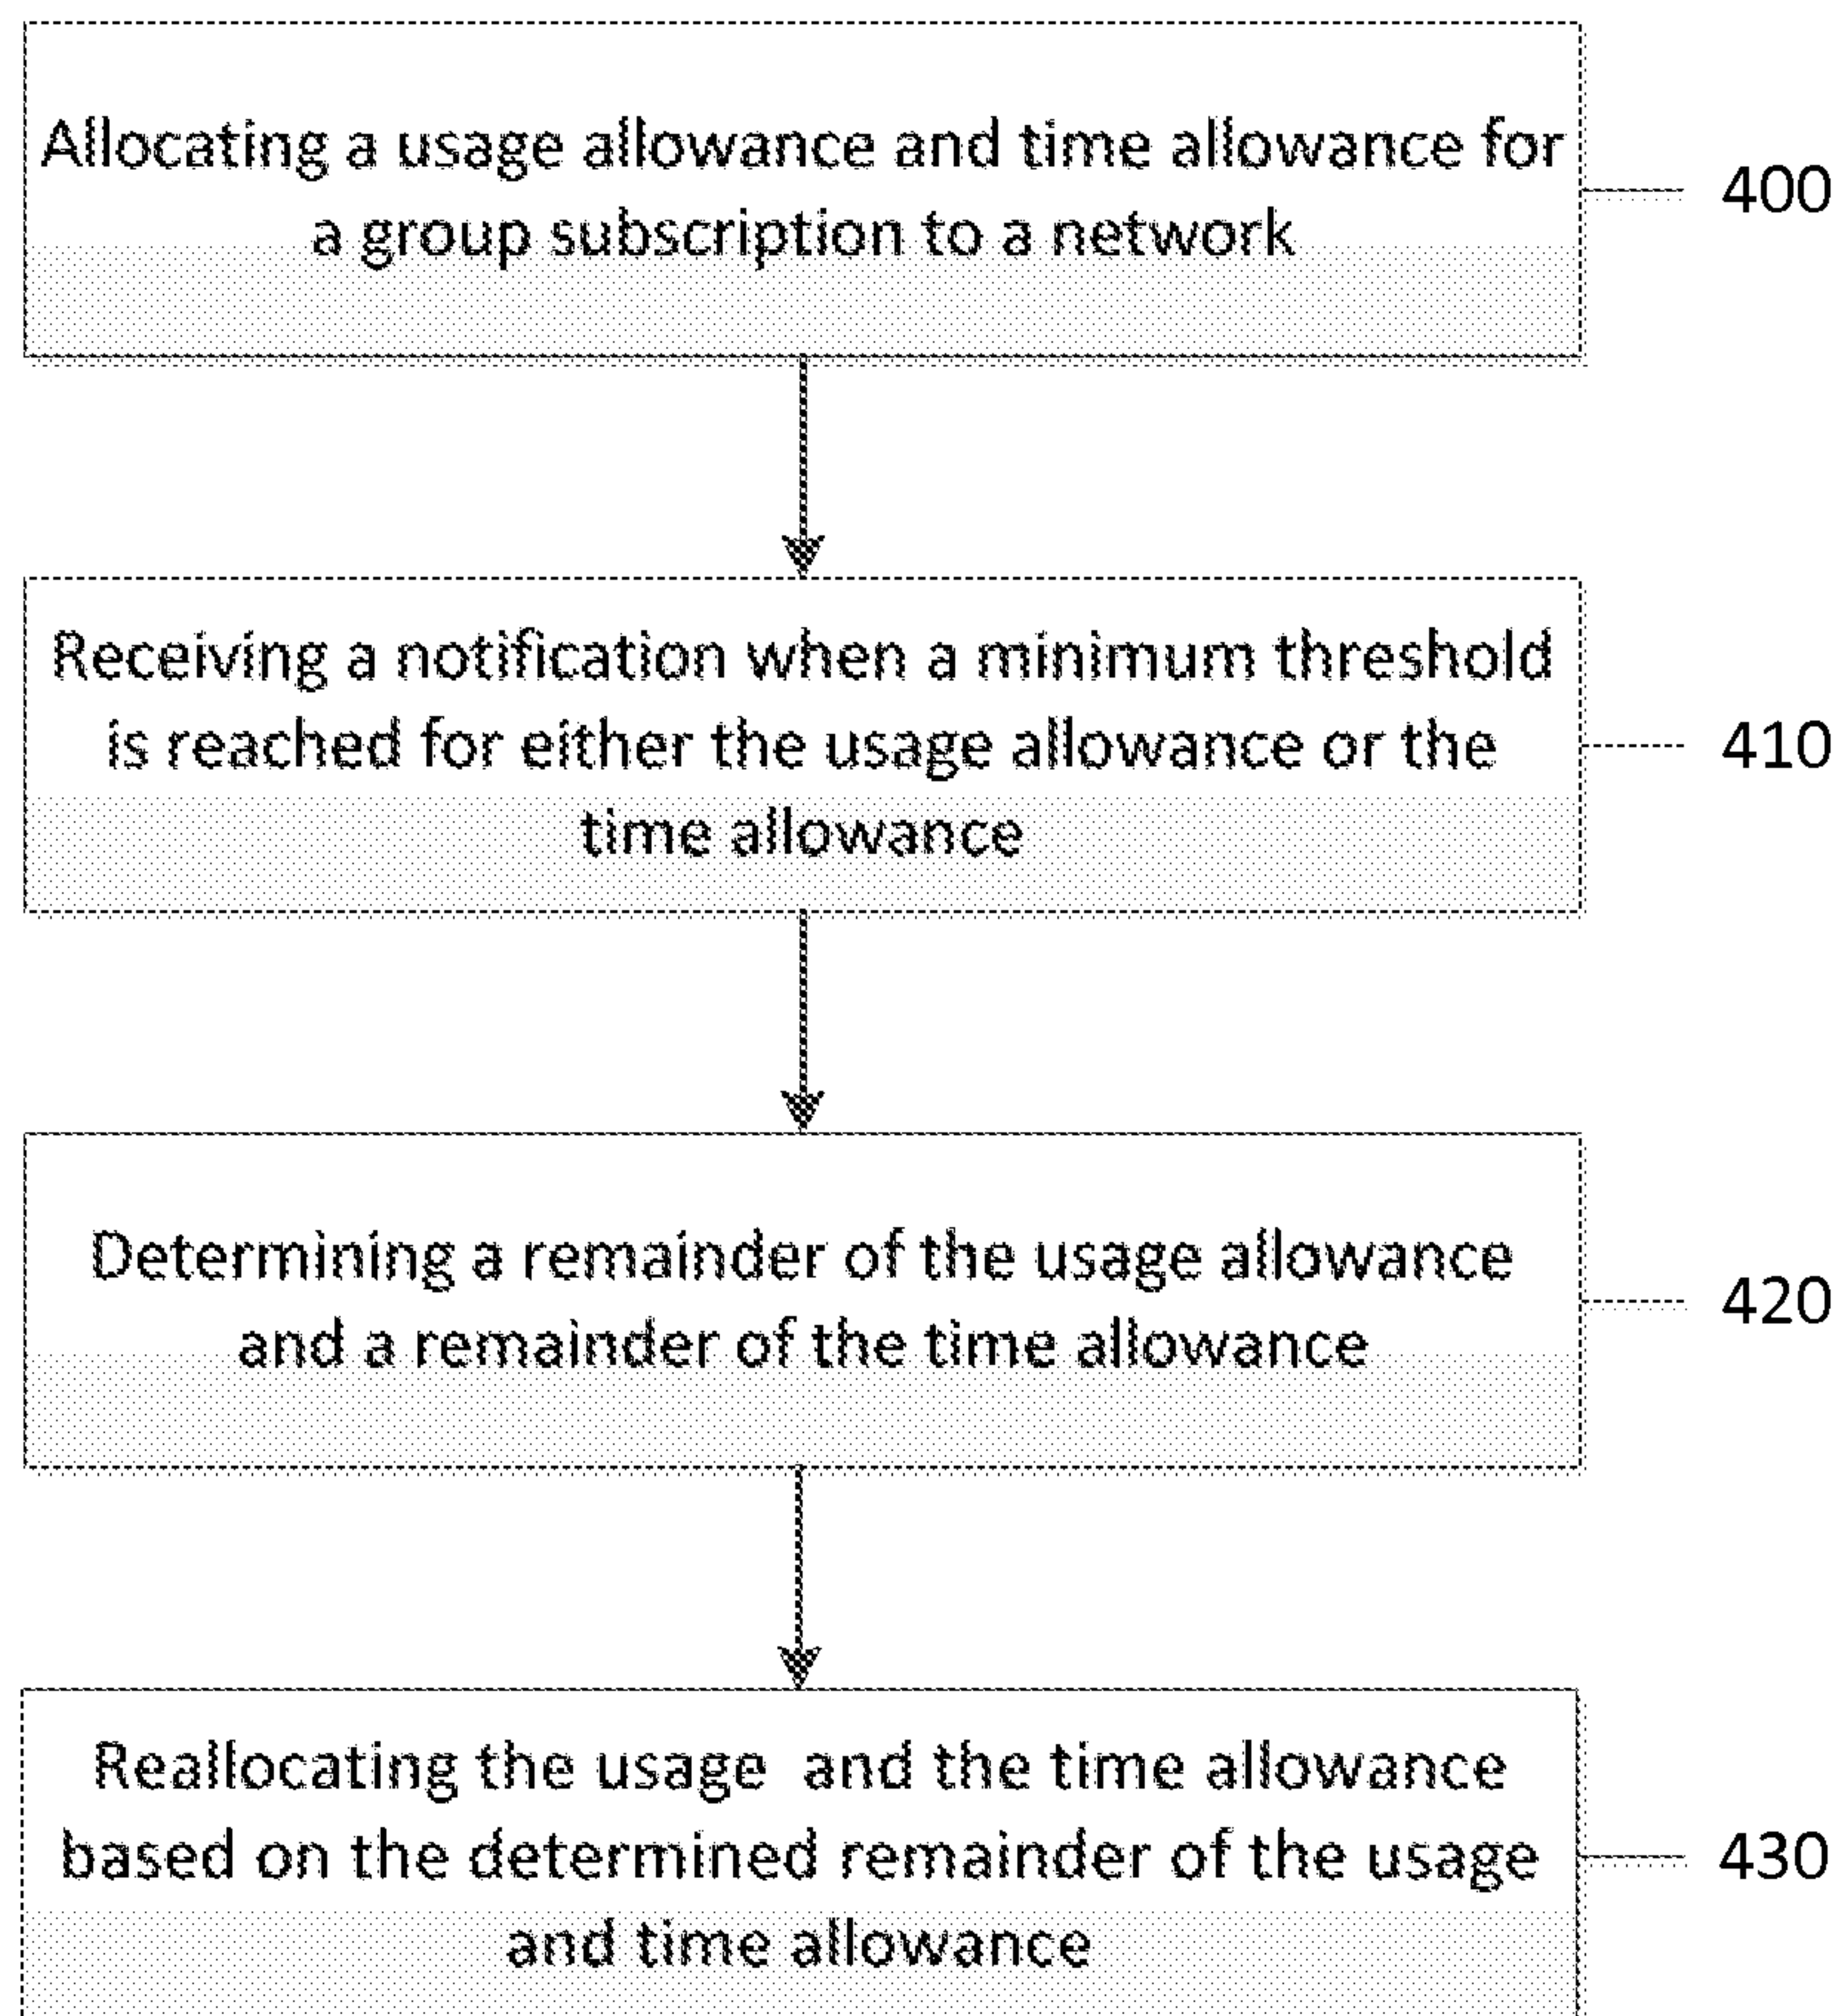 Allocating a usage allowance and time allowance for
a group subscription to a network
400
Receiving a notification when a minimum threshold
is reached for either the usage allowance or the
time allowance
410
Determining a remainder of the usage allowance
and a remainder of the time allowance
420
Reallocating the usage  and the time allowance
based on the determined remainder of the usage
and time allowance
430